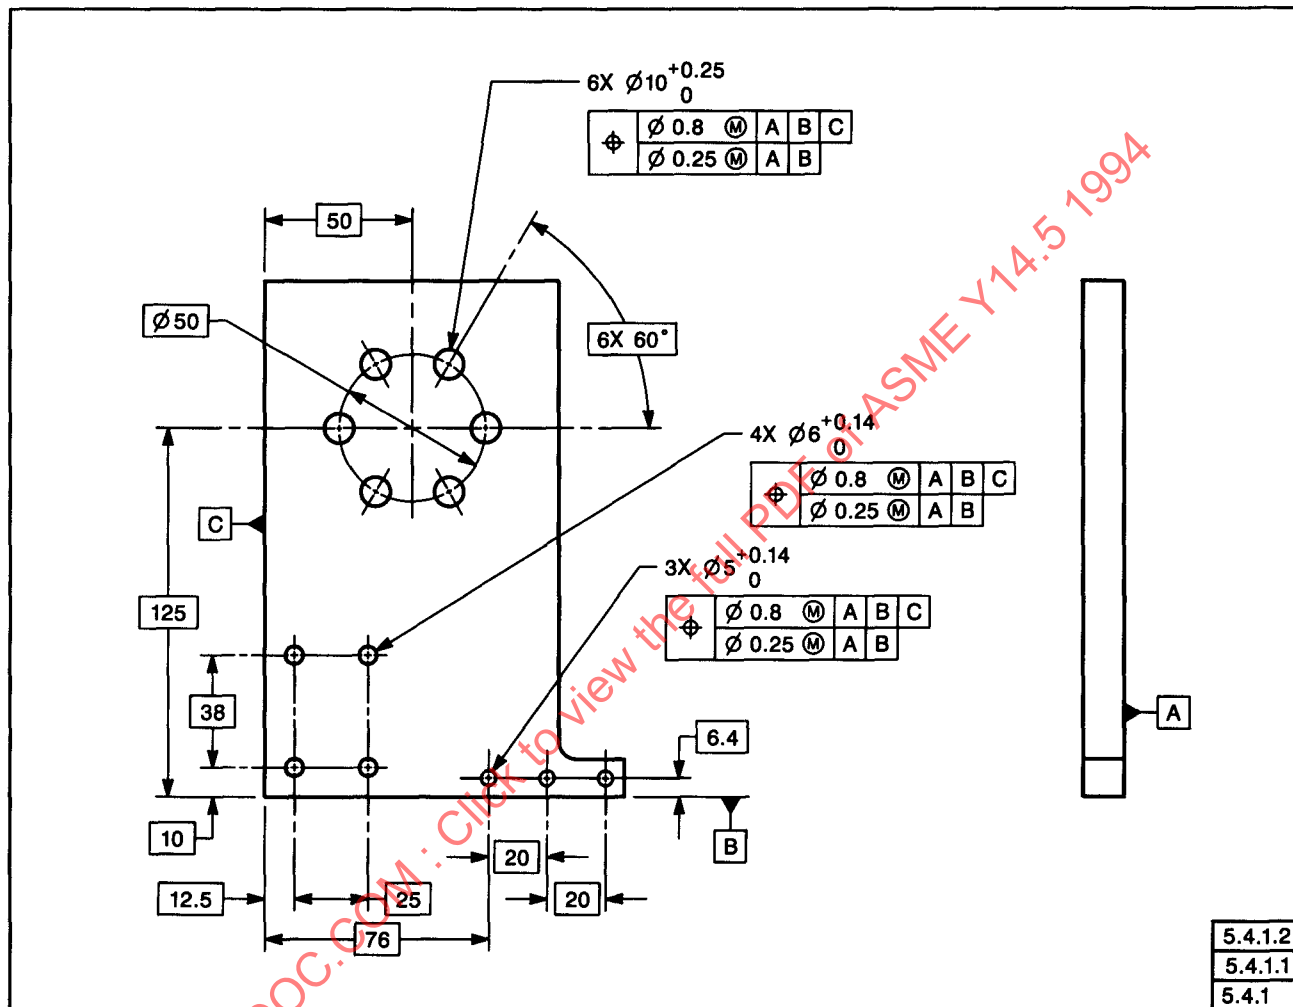 6X Ø10 +0.25
0
⌖ Ø 0.8 Ⓜ A B C
Ø 0.25 Ⓜ A B
50
Ø 50
6X 60°
4X Ø6 +0.14
0
⌖ Ø 0.8 Ⓜ A B C
Ø 0.25 Ⓜ A B
C
3X Ø5 +0.14
0
⌖ Ø 0.8 Ⓜ A B C
Ø 0.25 Ⓜ A B
125
38
6.4
A
10
B
20
12.5
25
20
76
5.4.1.2
5.4.1.1
5.4.1
OC.COM : Click to view the full PDF of ASME Y14.5 1994